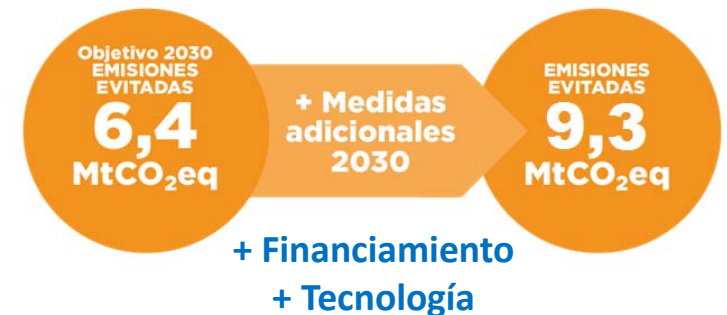 Objetivo 2030
EMISIONES
EVITADAS
6,4
MtCO₂eq
+ Medidas
adicionales
2030
EMISIONES
EVITADAS
9,3
MtCO₂eq
+ Financiamiento
+ Tecnología